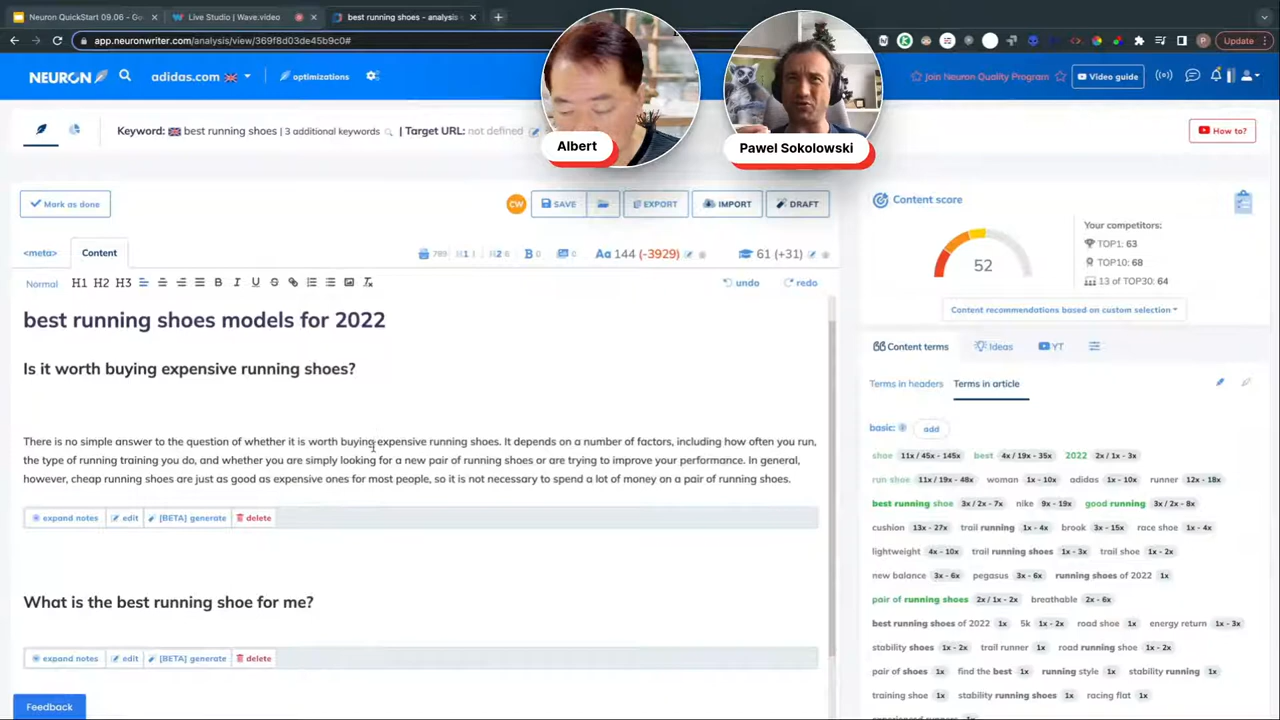 Neuron QuickStart 09.06 - Go
Live Studio | Wave.video
best running shoes - analysis
app.neuronwriter.com/analysis/view/369f8d03de45b9c0#
Update
NEURON
adidas.com
optimizations
Join Neuron Quality Program
Video guide
Albert
Pawel Sokolowski
Keyword: best running shoes | 3 additional keywords | Target URL: not defined
How to?
Mark as done
CW
SAVE
EXPORT
IMPORT
DRAFT
<meta>
Content
789 H1 1 H2 6 B 0 0 Aa 144 (-3929) 61 (+31)
Normal H1 H2 H3 B I U S
undo
redo
best running shoes models for 2022
Is it worth buying expensive running shoes?
There is no simple answer to the question of whether it is worth buying expensive running shoes. It depends on a number of factors, including how often you run,
the type of running training you do, and whether you are simply looking for a new pair of running shoes or are trying to improve your performance. In general,
however, cheap running shoes are just as good as expensive ones for most people, so it is not necessary to spend a lot of money on a pair of running shoes.
expand notes edit [BETA] generate delete
What is the best running shoe for me?
expand notes edit [BETA] generate delete
Feedback
Content score
52
Your competitors:
TOP1: 63
TOP10: 68
13 of TOP30: 64
Content recommendations based on custom selection
Content terms Ideas YT
Terms in headers Terms in article
basic: add
shoe 11x / 45x - 145x best 4x / 19x - 35x 2022 2x / 1x - 3x
run shoe 11x / 19x - 48x woman 1x - 10x adidas 1x - 10x runner 12x - 18x
best running shoe 3x / 2x - 7x nike 9x - 19x good running 3x / 2x - 8x
cushion 13x - 27x trail running 1x - 4x break 3x - 15x race shoe 1x - 4x
lightweight 4x - 10x trail running shoes 1x - 3x trail shoe 1x - 2x
new balance 3x - 6x pegasus 3x - 6x running shoes of 2022 1x
pair of running shoes 2x / 1x - 2x breathable 2x - 6x
best running shoes of 2022 1x 5k 1x - 2x road shoe 1x energy return 1x - 3x
stability shoes 1x - 2x trail runner 1x road running shoe 1x - 2x
pair of shoes 1x find the best 1x running style 1x stability running 1x
training shoe 1x stability running shoes 1x racing flat 1x